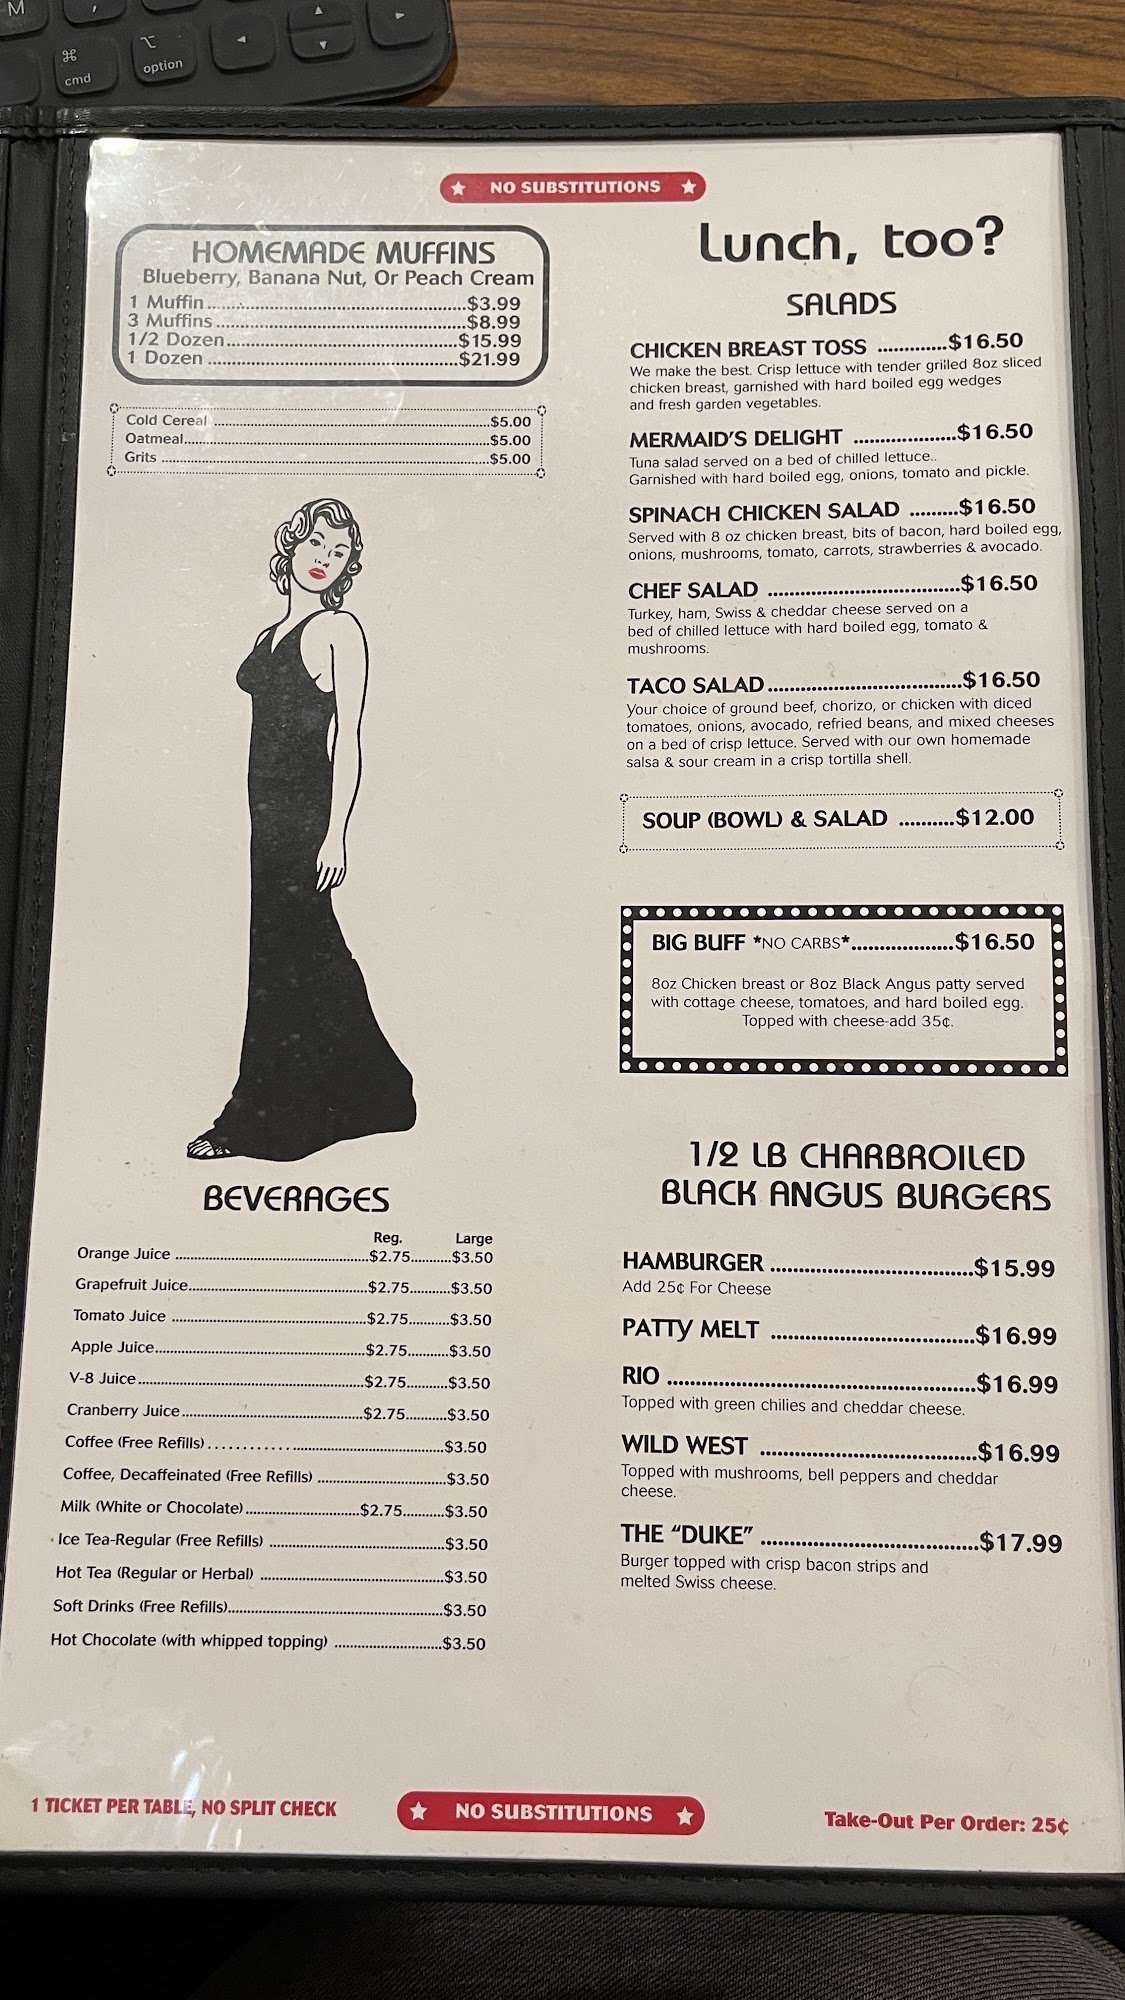 M
,
⌘
cmd
⌥
option
◂
▴
▾
▸
NO SUBSTITUTIONS
HOMEMADE MUFFINS
Blueberry, Banana Nut, Or Peach Cream
1 Muffin ..........$3.99
3 Muffins ..........$8.99
1/2 Dozen..........$15.99
1 Dozen ..........$21.99
Cold Cereal ..........$5.00
Oatmeal..........$5.00
Grits ..........$5.00
BEVERAGES
Reg. Large
Orange Juice ..........$2.75..........$3.50
Grapefruit Juice..........$2.75..........$3.50
Tomato Juice ..........$2.75..........$3.50
Apple Juice..........$2.75..........$3.50
V-8 Juice..........$2.75..........$3.50
Cranberry Juice..........$2.75..........$3.50
Coffee (Free Refills)..........$3.50
Coffee, Decaffeinated (Free Refills) ..........$3.50
Milk (White or Chocolate)..........$2.75..........$3.50
Ice Tea-Regular (Free Refills) ..........$3.50
Hot Tea (Regular or Herbal) ..........$3.50
Soft Drinks (Free Refills)..........$3.50
Hot Chocolate (with whipped topping) ..........$3.50
Lunch, too?
SALADS
CHICKEN BREAST TOSS ..........$16.50
We make the best. Crisp lettuce with tender grilled 8oz sliced
chicken breast, garnished with hard boiled egg wedges
and fresh garden vegetables.
MERMAID'S DELIGHT ..........$16.50
Tuna salad served on a bed of chilled lettuce..
Garnished with hard boiled egg, onions, tomato and pickle.
SPINACH CHICKEN SALAD .........$16.50
Served with 8 oz chicken breast, bits of bacon, hard boiled egg,
onions, mushrooms, tomato, carrots, strawberries & avocado.
CHEF SALAD ..........$16.50
Turkey, ham, Swiss & cheddar cheese served on a
bed of chilled lettuce with hard boiled egg, tomato &
mushrooms.
TACO SALAD..........$16.50
Your choice of ground beef, chorizo, or chicken with diced
tomatoes, onions, avocado, refried beans, and mixed cheeses
on a bed of crisp lettuce. Served with our own homemade
salsa & sour cream in a crisp tortilla shell.
SOUP (BOWL) & SALAD ..........$12.00
BIG BUFF *NO CARBS*..........$16.50
8oz Chicken breast or 8oz Black Angus patty served
with cottage cheese, tomatoes, and hard boiled egg.
Topped with cheese-add 35¢.
1/2 LB CHARBROILED
BLACK ANGUS BURGERS
HAMBURGER ..........$15.99
Add 25¢ For Cheese
PATTY MELT ..........$16.99
RIO ..........$16.99
Topped with green chilies and cheddar cheese.
WILD WEST ..........$16.99
Topped with mushrooms, bell peppers and cheddar
cheese.
THE "DUKE" ..........$17.99
Burger topped with crisp bacon strips and
melted Swiss cheese.
1 TICKET PER TABLE, NO SPLIT CHECK
NO SUBSTITUTIONS
Take-Out Per Order: 25¢